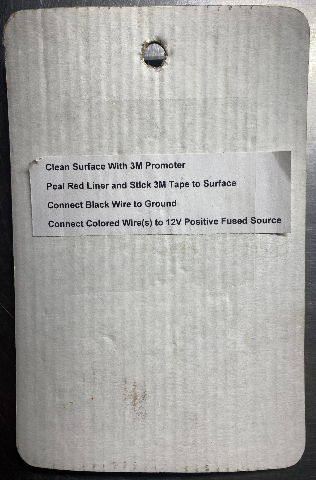 Clean Surface With 3M Promoter
Peal Red Liner and Stick 3M Tape to Surface
Connect Black Wire to Ground
Connect Colored Wire(s) to 12V Positive Fused Source